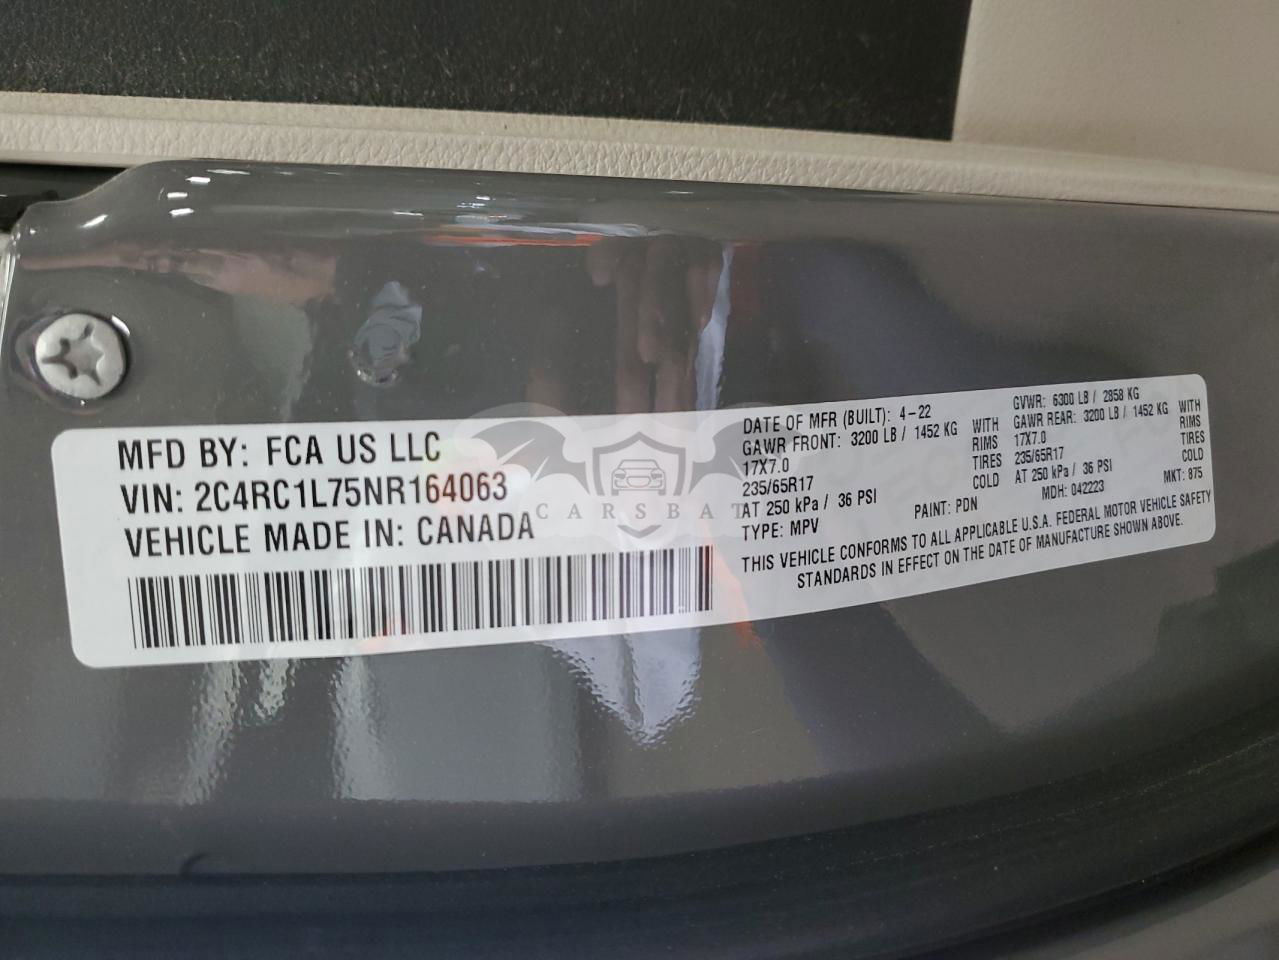 MFD BY: FCA US LLC
VIN: 2C4RC1L75NR164063
VEHICLE MADE IN: CANADA
CARSBAT
DATE OF MFR (BUILT): 4-22
GAWR FRONT: 3200 LB / 1452 KG WITH
17X7.0 RIMS
235/65R17 TIRES
AT 250 kPa / 36 PSI COLD
TYPE: MPV
GVWR: 6300 LB / 2858 KG
GAWR REAR: 3200 LB / 1452 KG WITH
17X7.0 RIMS
235/65R17 TIRES
AT 250 kPa / 36 PSI COLD
PAINT: PDN MDH: 042223 MKT: 875
THIS VEHICLE CONFORMS TO ALL APPLICABLE U.S.A. FEDERAL MOTOR VEHICLE SAFETY
STANDARDS IN EFFECT ON THE DATE OF MANUFACTURE SHOWN ABOVE.